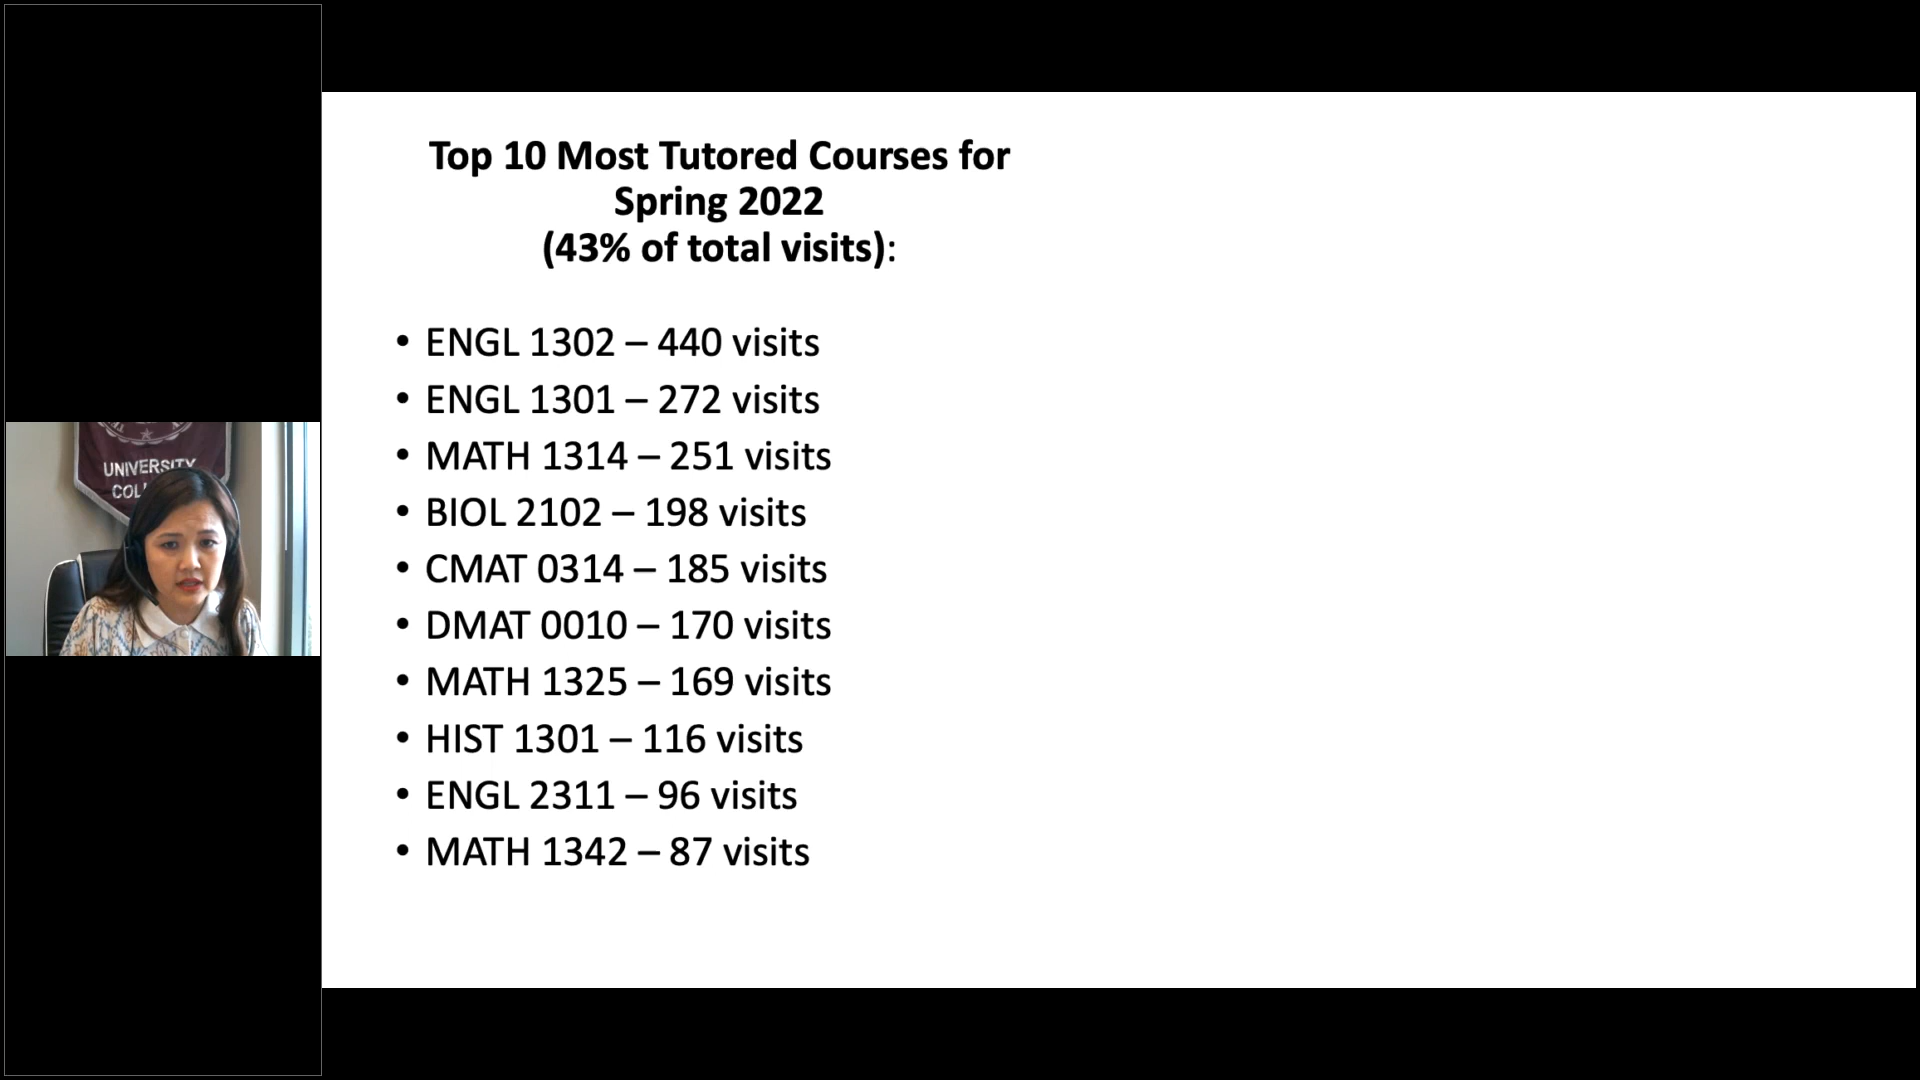 Top 10 Most Tutored Courses for
Spring 2022
(43% of total visits):
• ENGL 1302 – 440 visits
• ENGL 1301 – 272 visits
• MATH 1314 – 251 visits
• BIOL 2102 – 198 visits
• CMAT 0314 – 185 visits
• DMAT 0010 – 170 visits
• MATH 1325 – 169 visits
• HIST 1301 – 116 visits
• ENGL 2311 – 96 visits
• MATH 1342 – 87 visits
UNIVERSITY